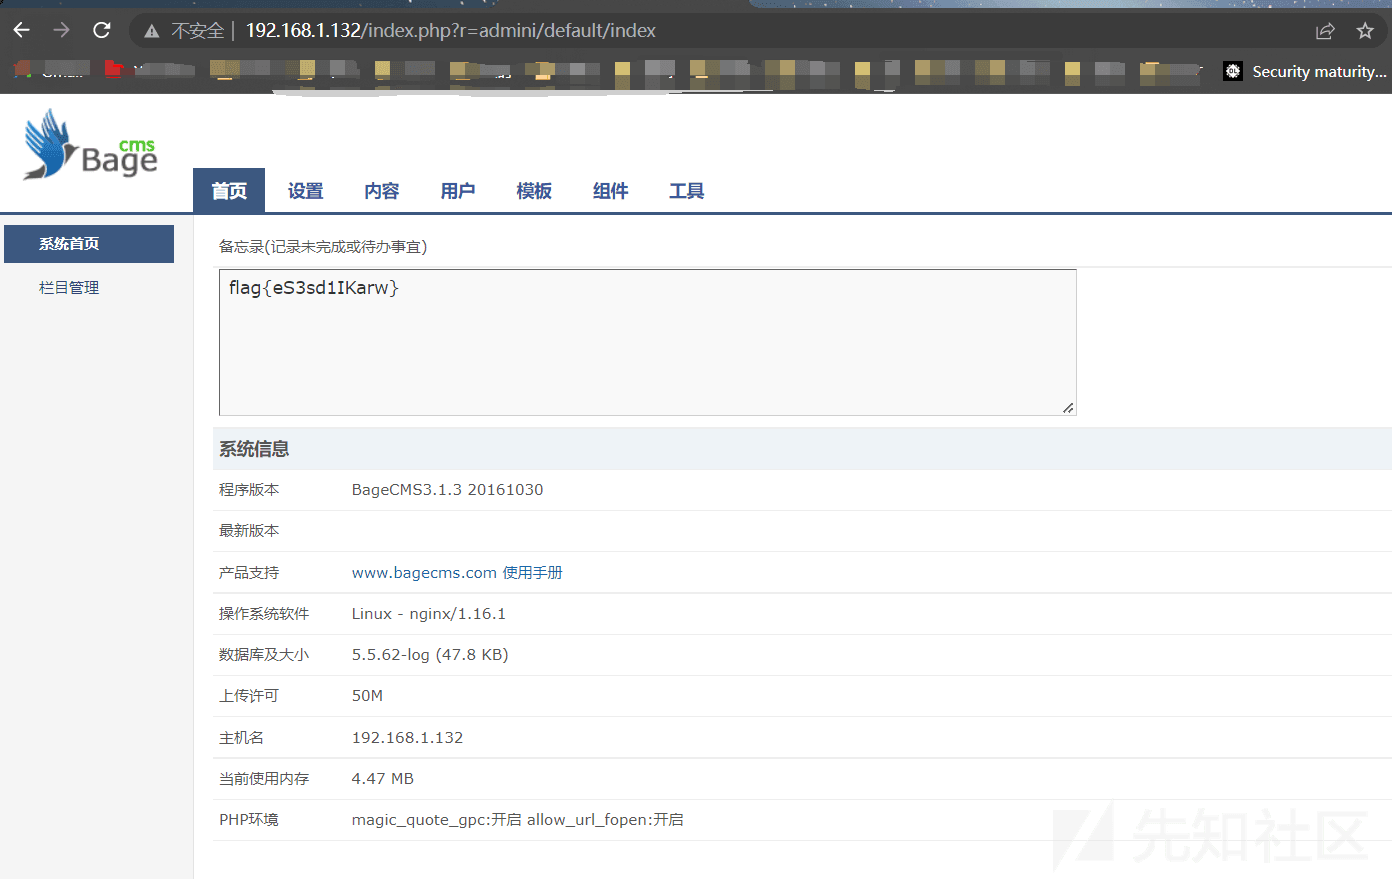 不安全 | 192.168.1.132/index.php?r=admini/default/index
Security maturity...
Bage cms
首页 设置 内容 用户 模板 组件 工具
系统首页
栏目管理
备忘录(记录未完成或待办事宜)
flag{eS3sd1IKarw}
系统信息
程序版本 BageCMS3.1.3 20161030
最新版本
产品支持 www.bagecms.com 使用手册
操作系统软件 Linux - nginx/1.16.1
数据库及大小 5.5.62-log (47.8 KB)
上传许可 50M
主机名 192.168.1.132
当前使用内存 4.47 MB
PHP环境 magic_quote_gpc:开启 allow_url_fopen:开启
先知社区